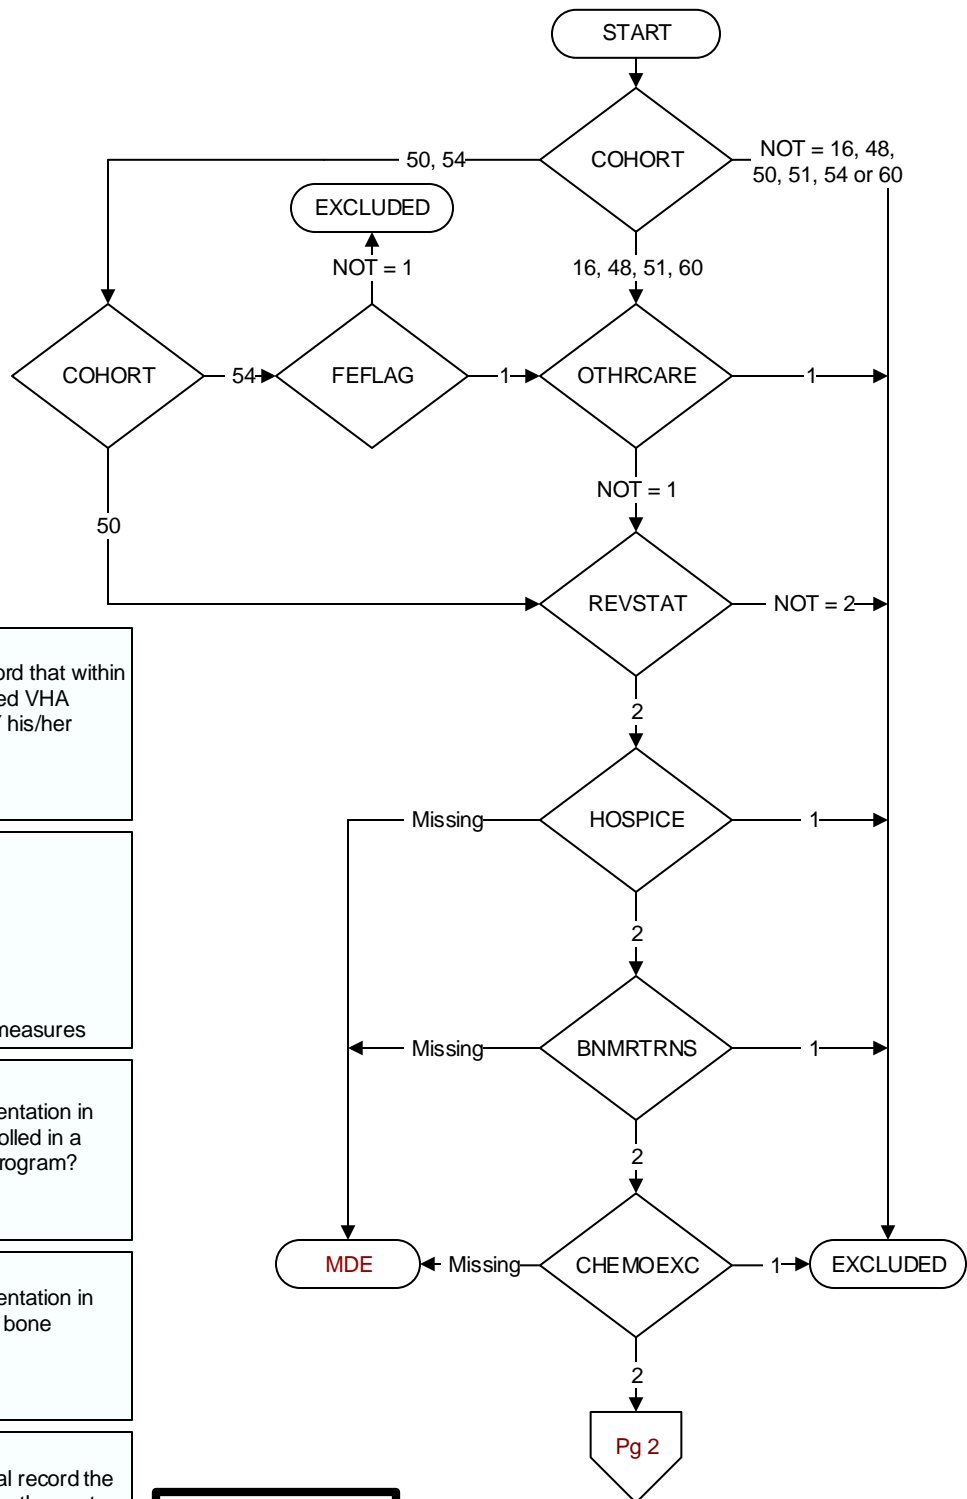 START
COHORT
50, 54
NOT = 16, 48,
50, 51, 54 or 60
EXCLUDED
NOT = 1
16, 48, 51, 60
COHORT
54
FEFLAG
1
OTHRCARE
1
NOT = 1
50
REVSTAT
NOT = 2
2
ord that within
ed VHA
his/her
Missing
HOSPICE
1
2
measures
Missing
BNMRTRNS
1
2
entation in
olled in a
rogram?
MDE
Missing
CHEMOEXC
1
EXCLUDED
2
entation in
bone
Pg 2
al record the